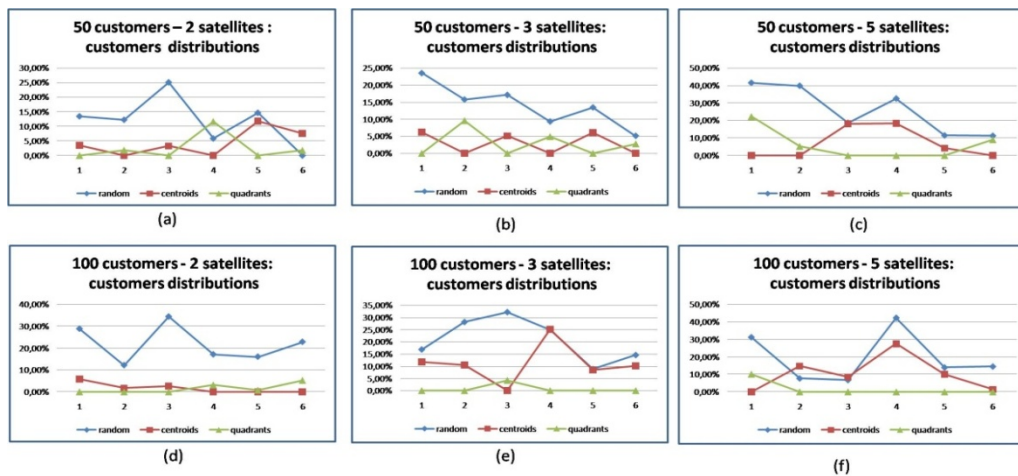 50 customers – 2 satellites :
customers distributions
30,00%
25,00%
20,00%
15,00%
10,00%
5,00%
0,00%
1 2 3 4 5 6
random centroids quadrants
(a)
50 customers - 3 satellites:
customers distributions
25,00%
20,00%
15,00%
10,00%
5,00%
0,00%
1 2 3 4 5 6
random centroids quadrants
(b)
50 customers - 5 satellites:
customers distributions
50,00%
40,00%
30,00%
20,00%
10,00%
0,00%
1 2 3 4 5 6
random centroids quadrants
(c)
100 customers - 2 satellites:
customers distributions
40,00%
30,00%
20,00%
10,00%
0,00%
1 2 3 4 5 6
random centroids quadrants
(d)
100 customers - 3 satellites:
customers distributions
35,00%
30,00%
25,00%
20,00%
15,00%
10,00%
5,00%
0,00%
1 2 3 4 5 6
random centroids quadrants
(e)
100 customers - 5 satellites:
customers distributions
50,00%
40,00%
30,00%
20,00%
10,00%
0,00%
1 2 3 4 5 6
random centroids quadrants
(f)